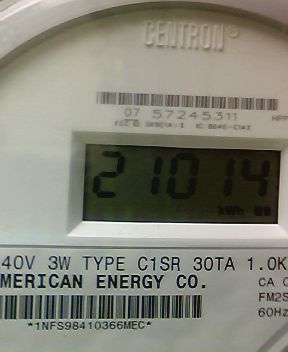 CENTRON®
07 57245311
21014
kWh
40V 3W TYPE C1SR 30TA 1.0K
MERICAN ENERGY CO.
CA 0
FM2S
60Hz
*1NFS98410366MEC*